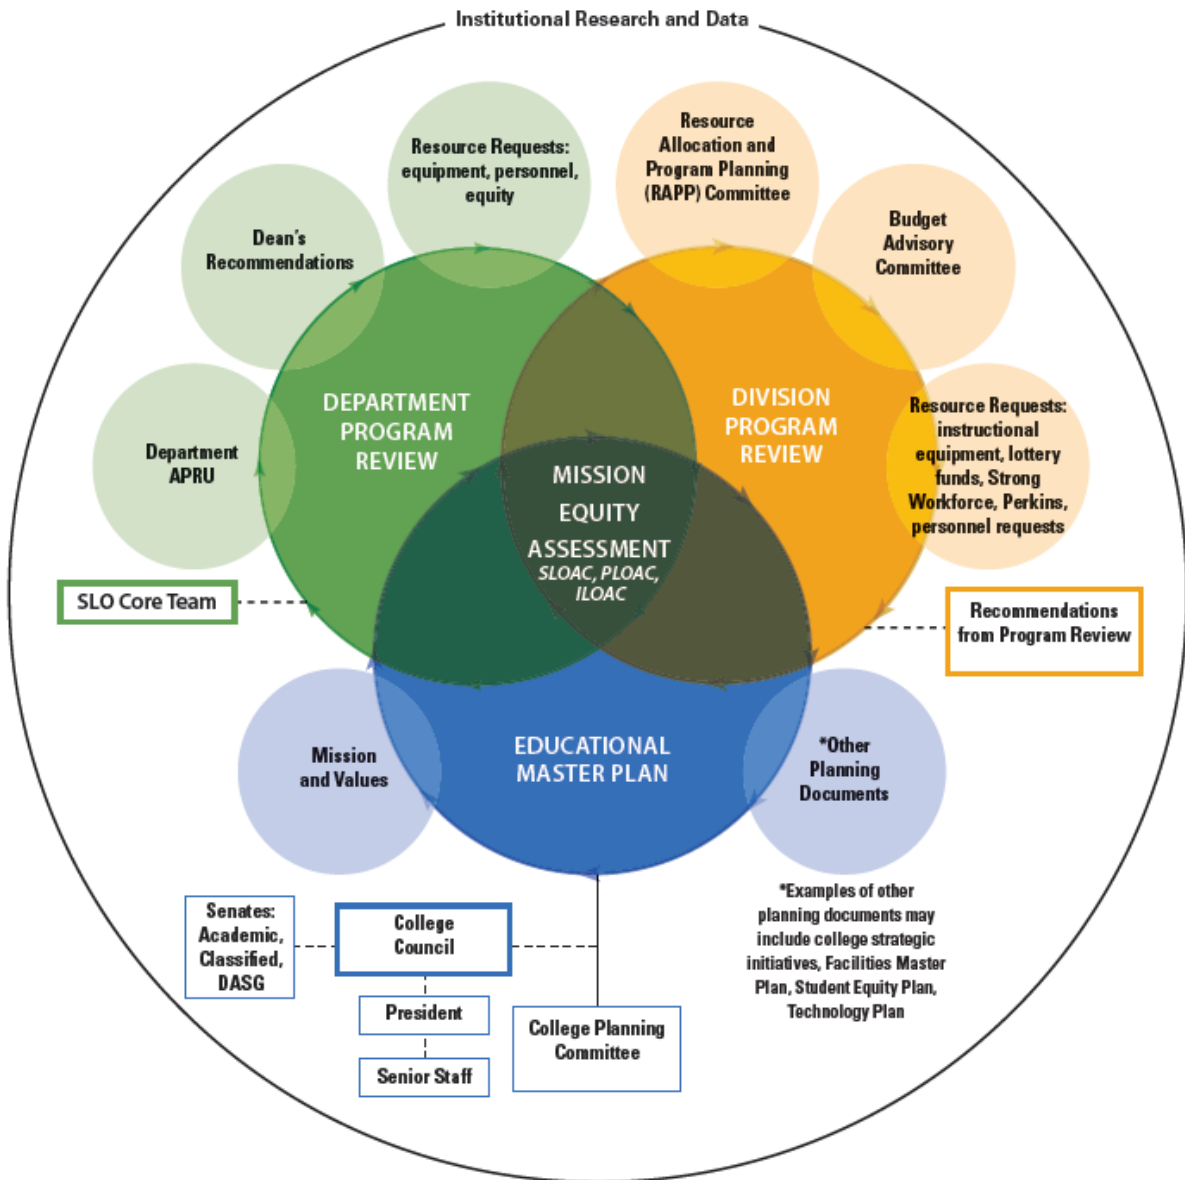 Institutional Research and Data
Resource Requests:
equipment, personnel,
equity
Resource
Allocation and
Program Planning
(RAPP) Committee
Dean's
Recommendations
Budget
Advisory
Committee
Department
APRU
DEPARTMENT
PROGRAM
REVIEW
DIVISION
PROGRAM
REVIEW
Resource Requests:
instructional
equipment, lottery
funds, Strong
Workforce, Perkins,
personnel requests
MISSION
EQUITY
ASSESSMENT
SLOAC, PLOAC,
ILOAC
SLO Core Team
Recommendations
from Program Review
Mission
and Values
EDUCATIONAL
MASTER PLAN
*Other
Planning
Documents
*Examples of other
planning documents may
include college strategic
initiatives, Facilities Master
Plan, Student Equity Plan,
Technology Plan
Senates:
Academic,
Classified,
DASG
College
Council
President
Senior Staff
College Planning
Committee